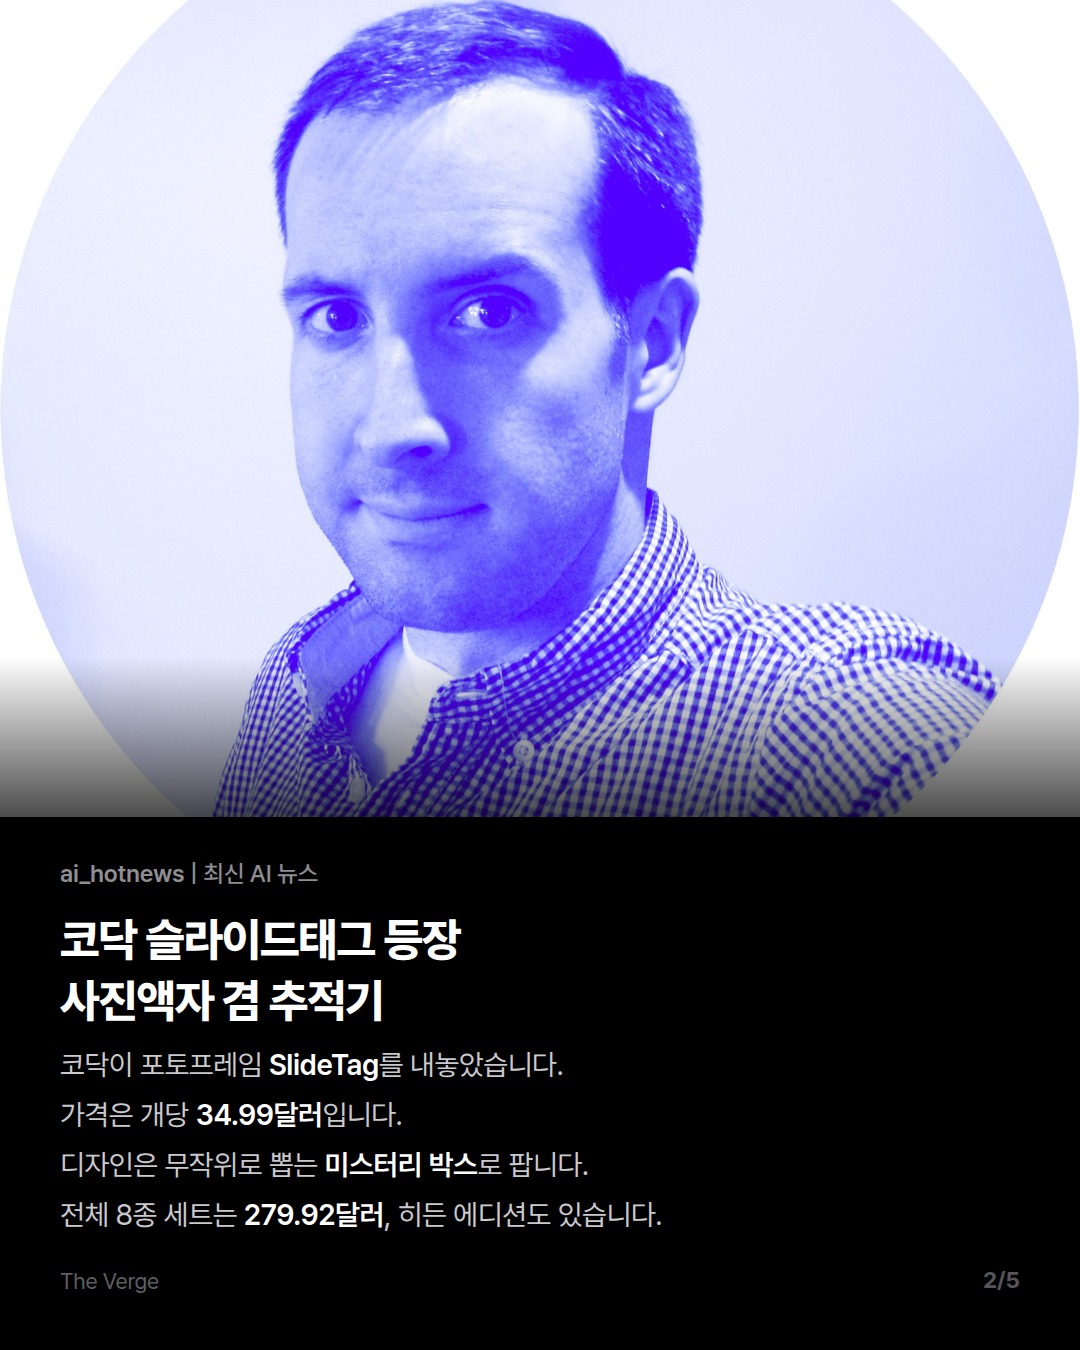 ai_hotnews | 최신 AI 뉴스
코닥 슬라이드태그 등장
사진액자 겸 추적기
코닥이 포토프레임 SlideTag를 내놓았습니다.
가격은 개당 34.99달러입니다.
디자인은 무작위로 뽑는 미스터리 박스로 팝니다.
전체 8종 세트는 279.92달러, 히든 에디션도 있습니다.
The Verge
2/5